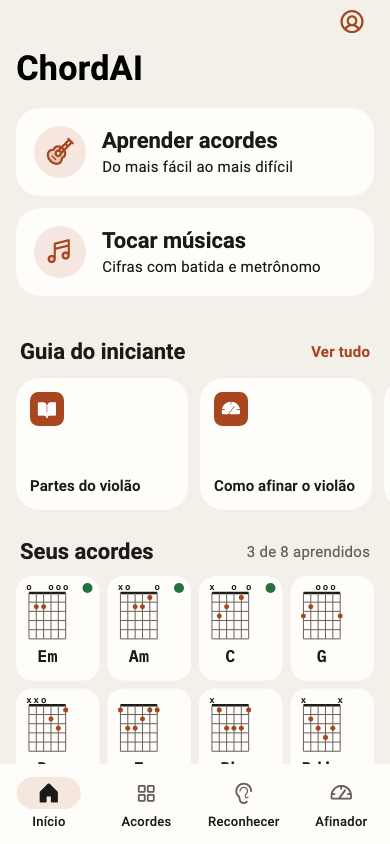 ChordAI
Aprender acordes
Do mais fácil ao mais difícil
Tocar músicas
Cifras com batida e metrônomo
Guia do iniciante
Ver tudo
Partes do violão
Como afinar o violão
Seus acordes
3 de 8 aprendidos
o o o o
x o o
x o o
o o o
Em
Am
C
G
x x o
x
x x
Início
Acordes
Reconhecer
Afinador